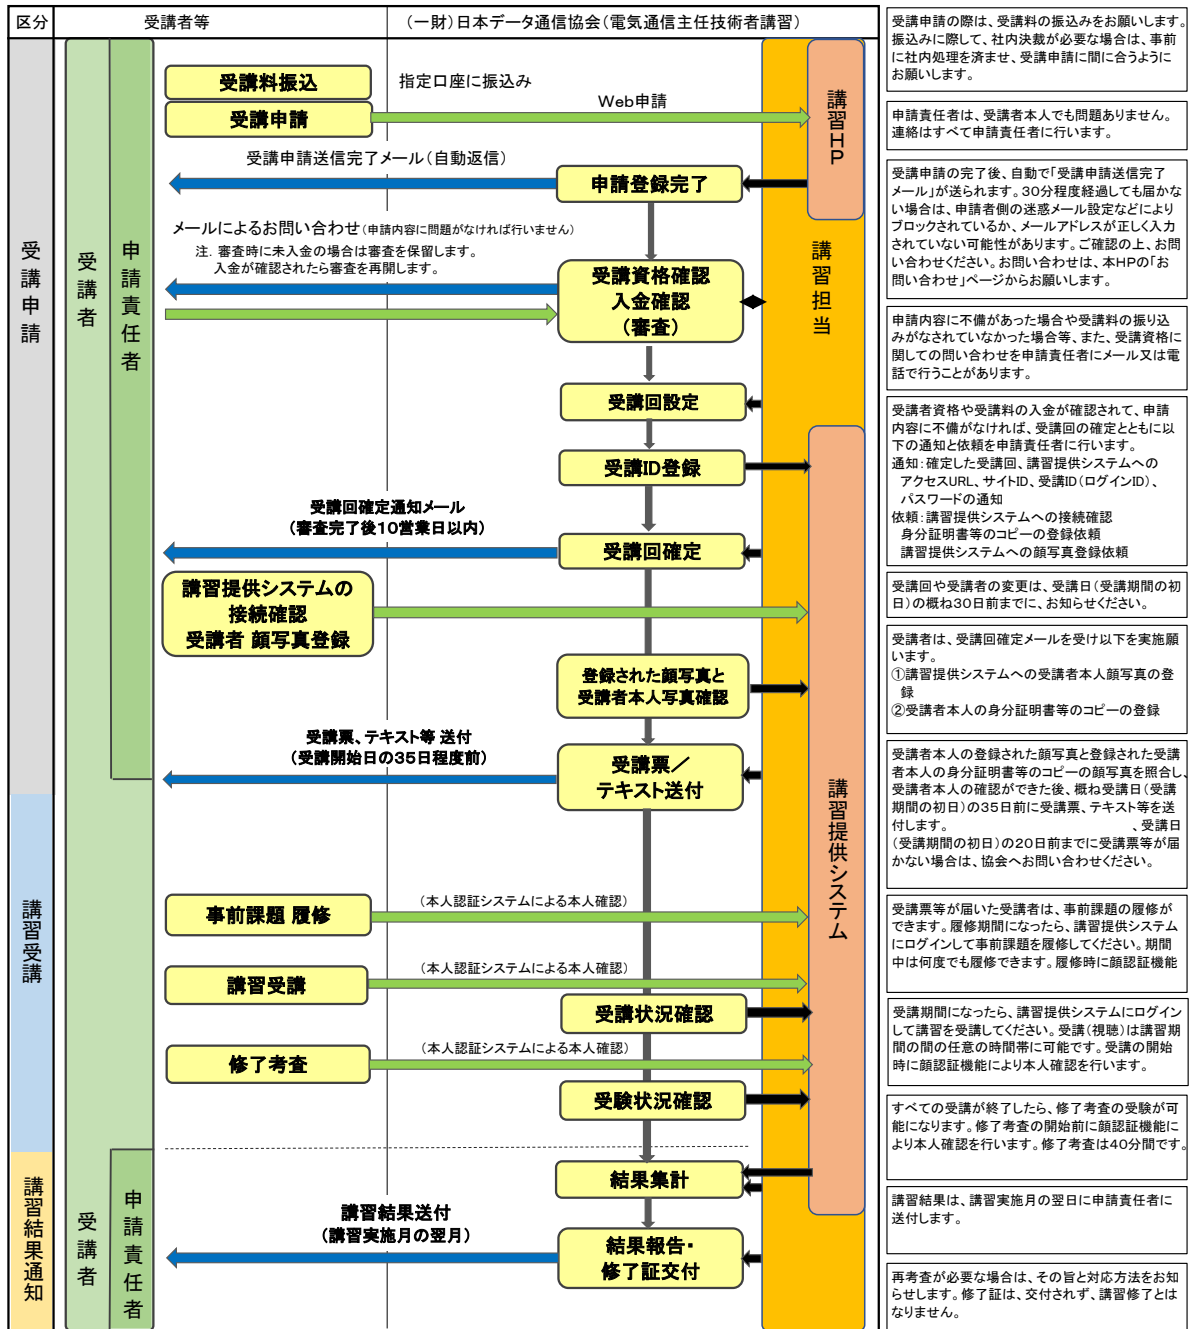 区分
受講者等
(一財)日本データ通信協会(電気通信主任技術者講習)
受講申請
受講者
申請責任者
受講料振込
指定口座に振込み
受講申請
Web申請
講習HP
講習担当
受講申請送信完了メール(自動返信)
申請登録完了
メールによるお問い合わせ(申請内容に問題がなければ行いません)
注. 審査時に未入金の場合は審査を保留します。
入金が確認されたら審査を再開します。
受講資格確認
入金確認
(審査)
受講回設定
受講ID登録
受講回確定通知メール
(審査完了後10営業日以内)
受講回確定
講習提供システムの
接続確認
受講者 顔写真登録
登録された顔写真と
受講者本人写真確認
受講票、テキスト等 送付
(受講開始日の35日程度前)
受講票/
テキスト送付
講習提供システム
講習受講
事前課題 履修
(本人認証システムによる本人確認)
講習受講
(本人認証システムによる本人確認)
受講状況確認
修了考査
(本人認証システムによる本人確認)
受験状況確認
講習結果通知
受講者
申請責任者
結果集計
講習結果送付
(講習実施月の翌月)
結果報告・
修了証交付
受講申請の際は、受講料の振込みをお願いします。
振込みに際して、社内決裁が必要な場合は、事前
に社内処理を済ませ、受講申請に間に合うように
お願いします。
申請責任者は、受講者本人でも問題ありません。
連絡はすべて申請責任者に行います。
受講申請の完了後、自動で「受講申請送信完了
メール」が送られます。30分程度経過しても届かな
い場合は、申請者側の迷惑メール設定などにより
ブロックされているか、メールアドレスが正しく入力
されていない可能性があります。ご確認の上、お問
い合わせください。お問い合わせは、本HPの「お
問い合わせ」ページからお願いします。
申請内容に不備があった場合や受講料の振り込
みがなされていなかった場合等、また、受講資格に
関しての問い合わせを申請責任者にメール又は電
話で行うことがあります。
受講者資格や受講料の入金が確認されて、申請
内容に不備がなければ、受講回の確定とともに以
下の通知と依頼を申請責任者に行います。
通知:確定した受講回、講習提供システムへの
アクセスURL、サイトID、受講ID(ログインID)、
パスワードの通知
依頼:講習提供システムへの接続確認
身分証明書等のコピーの登録依頼
講習提供システムへの顔写真登録依頼
受講回や受講者の変更は、受講日(受講期間の初
日)の概ね30日前までに、お知らせください。
受講者は、受講回確定メールを受け以下を実施願
います。
①講習提供システムへの受講者本人顔写真の登
録
②受講者本人の身分証明書等のコピーの登録
受講者本人の登録された顔写真と登録された受講
者本人の身分証明書等のコピーの顔写真を照合し、
受講者本人の確認ができた後、概ね受講日(受講
期間の初日)の35日前に受講票、テキスト等を送
付します。 、受講日
(受講期間の初日)の20日前までに受講票等が届
かない場合は、協会へお問い合わせください。
受講票等が届いた受講者は、事前課題の履修が
できます。履修期間になったら、講習提供システム
にログインして事前課題を履修してください。期間
中は何度でも履修できます。履修時に顔認証機能
受講期間になったら、講習提供システムにログイン
して講習を受講してください。受講(視聴)は講習期
間の間の任意の時間帯に可能です。受講の開始
時に顔認証機能により本人確認を行います。
すべての受講が終了したら、修了考査の受験が可
能になります。修了考査の開始前に顔認証機能に
より本人確認を行います。修了考査は40分間です。
講習結果は、講習実施月の翌日に申請責任者に
送付します。
再考査が必要な場合は、その旨と対応方法をお知
らせします。修了証は、交付されず、講習修了とは
なりません。